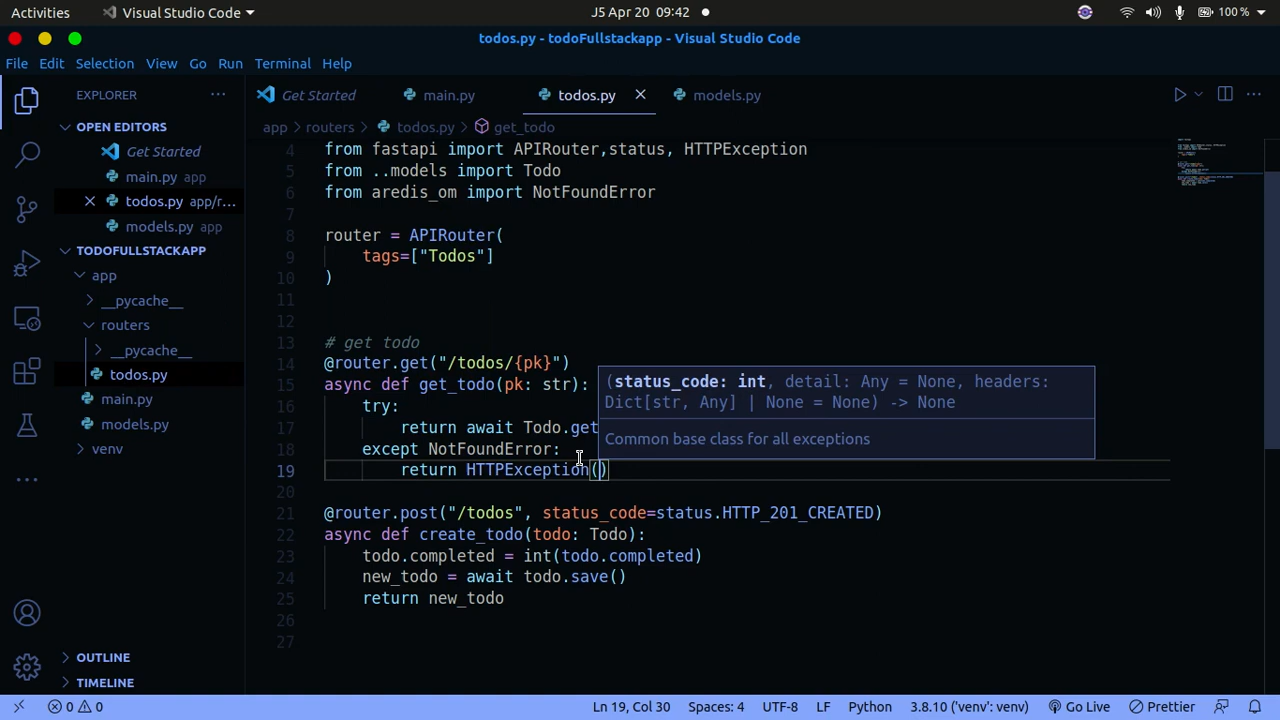 Activities
Visual Studio Code
J5 Apr 20 09:42
100 %
todos.py - todoFullstackapp - Visual Studio Code
File Edit Selection View Go Run Terminal Help
EXPLORER
Get Started
main.py
todos.py
models.py
app > routers > todos.py > get_todo
OPEN EDITORS
Get Started
main.py app
todos.py app/r...
models.py app
TODOFULLSTACKAPP
app
__pycache__
routers
__pycache__
todos.py
main.py
models.py
venv
OUTLINE
TIMELINE
4 from fastapi import APIRouter,status, HTTPException
5 from ..models import Todo
6 from aredis_om import NotFoundError
7
8 router = APIRouter(
9 tags=["Todos"]
10 )
11
12
13 # get todo
14 @router.get("/todos/{pk}")
15 async def get_todo(pk: str):
16 try:
17 return await Todo.get
18 except NotFoundError:
19 return HTTPException()
20
21 @router.post("/todos", status_code=status.HTTP_201_CREATED)
22 async def create_todo(todo: Todo):
23 todo.completed = int(todo.completed)
24 new_todo = await todo.save()
25 return new_todo
26
27
(status_code: int, detail: Any = None, headers:
Dict[str, Any] | None = None) -> None
Common base class for all exceptions
0 0
Ln 19, Col 30
Spaces: 4
UTF-8
LF
Python
3.8.10 ('venv': venv)
Go Live
Prettier